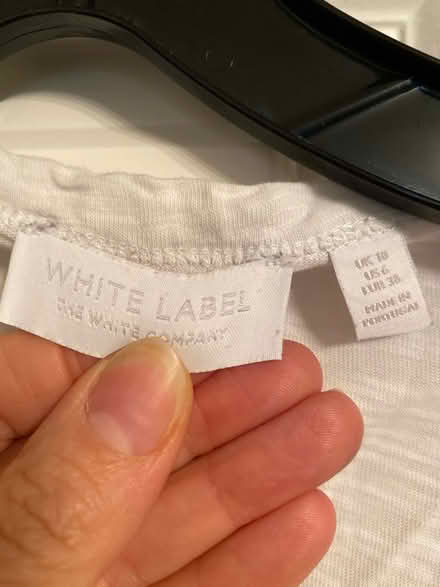 WHITE LABEL
THE WHITE COMPANY
UK 10
US 6
EUR 38
MADE IN
PORTUGAL